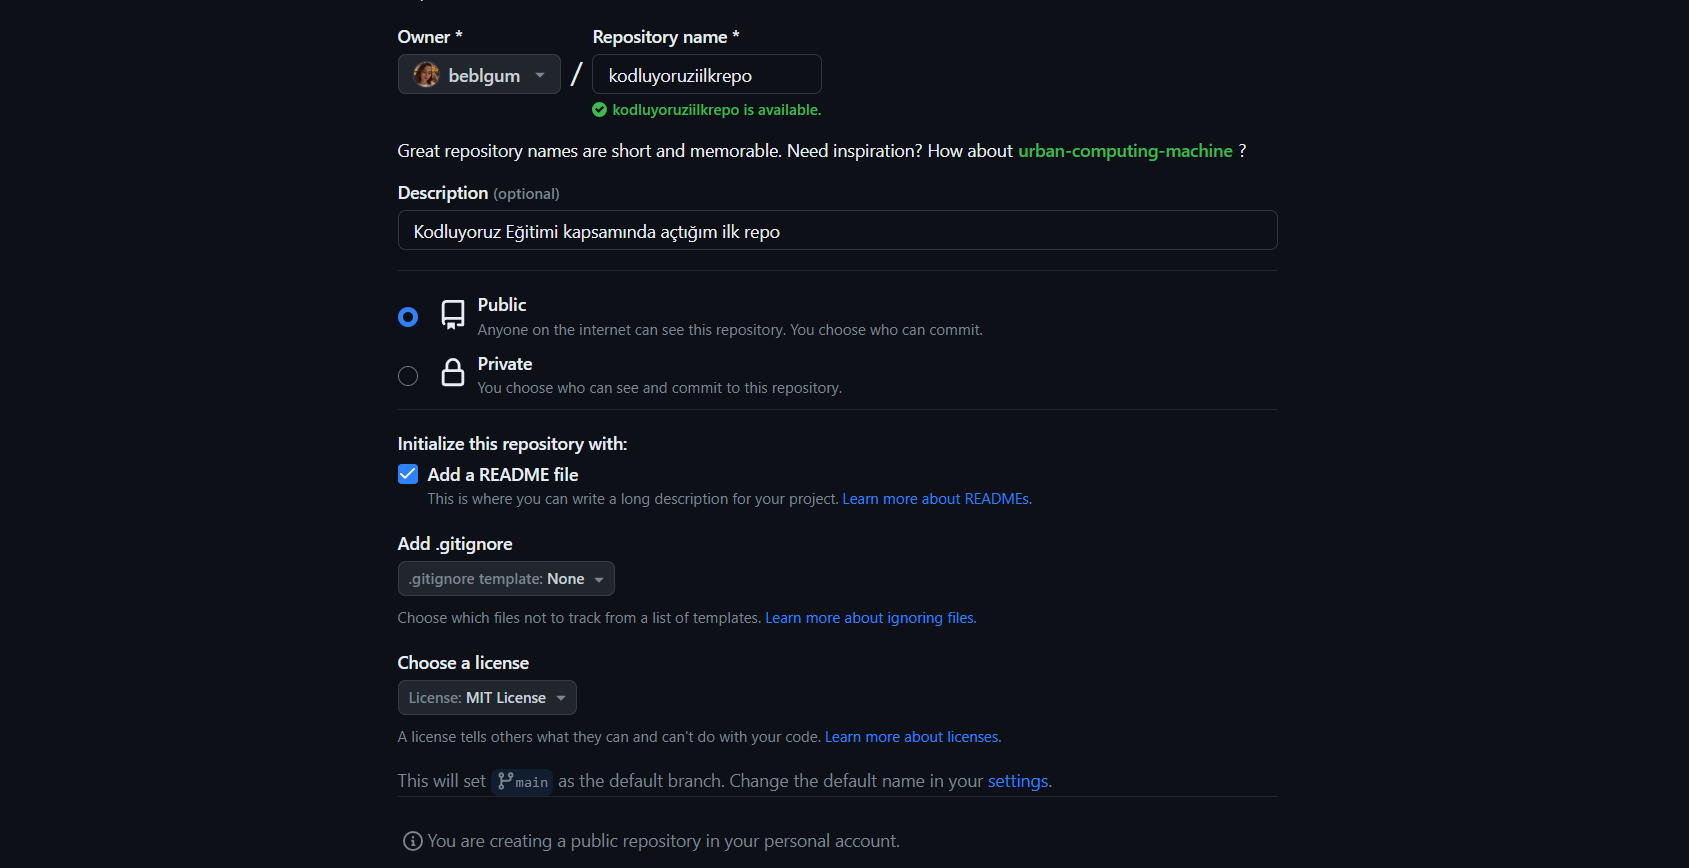 Owner * Repository name *
beblgum / kodluyoruziilkrepo
kodluyoruziilkrepo is available.
Great repository names are short and memorable. Need inspiration? How about urban-computing-machine ?
Description (optional)
Kodluyoruz Eğitimi kapsamında açtığım ilk repo
Public
Anyone on the internet can see this repository. You choose who can commit.
Private
You choose who can see and commit to this repository.
Initialize this repository with:
Add a README file
This is where you can write a long description for your project. Learn more about READMEs.
Add .gitignore
.gitignore template: None
Choose which files not to track from a list of templates. Learn more about ignoring files.
Choose a license
License: MIT License
A license tells others what they can and can't do with your code. Learn more about licenses.
This will set main as the default branch. Change the default name in your settings.
You are creating a public repository in your personal account.